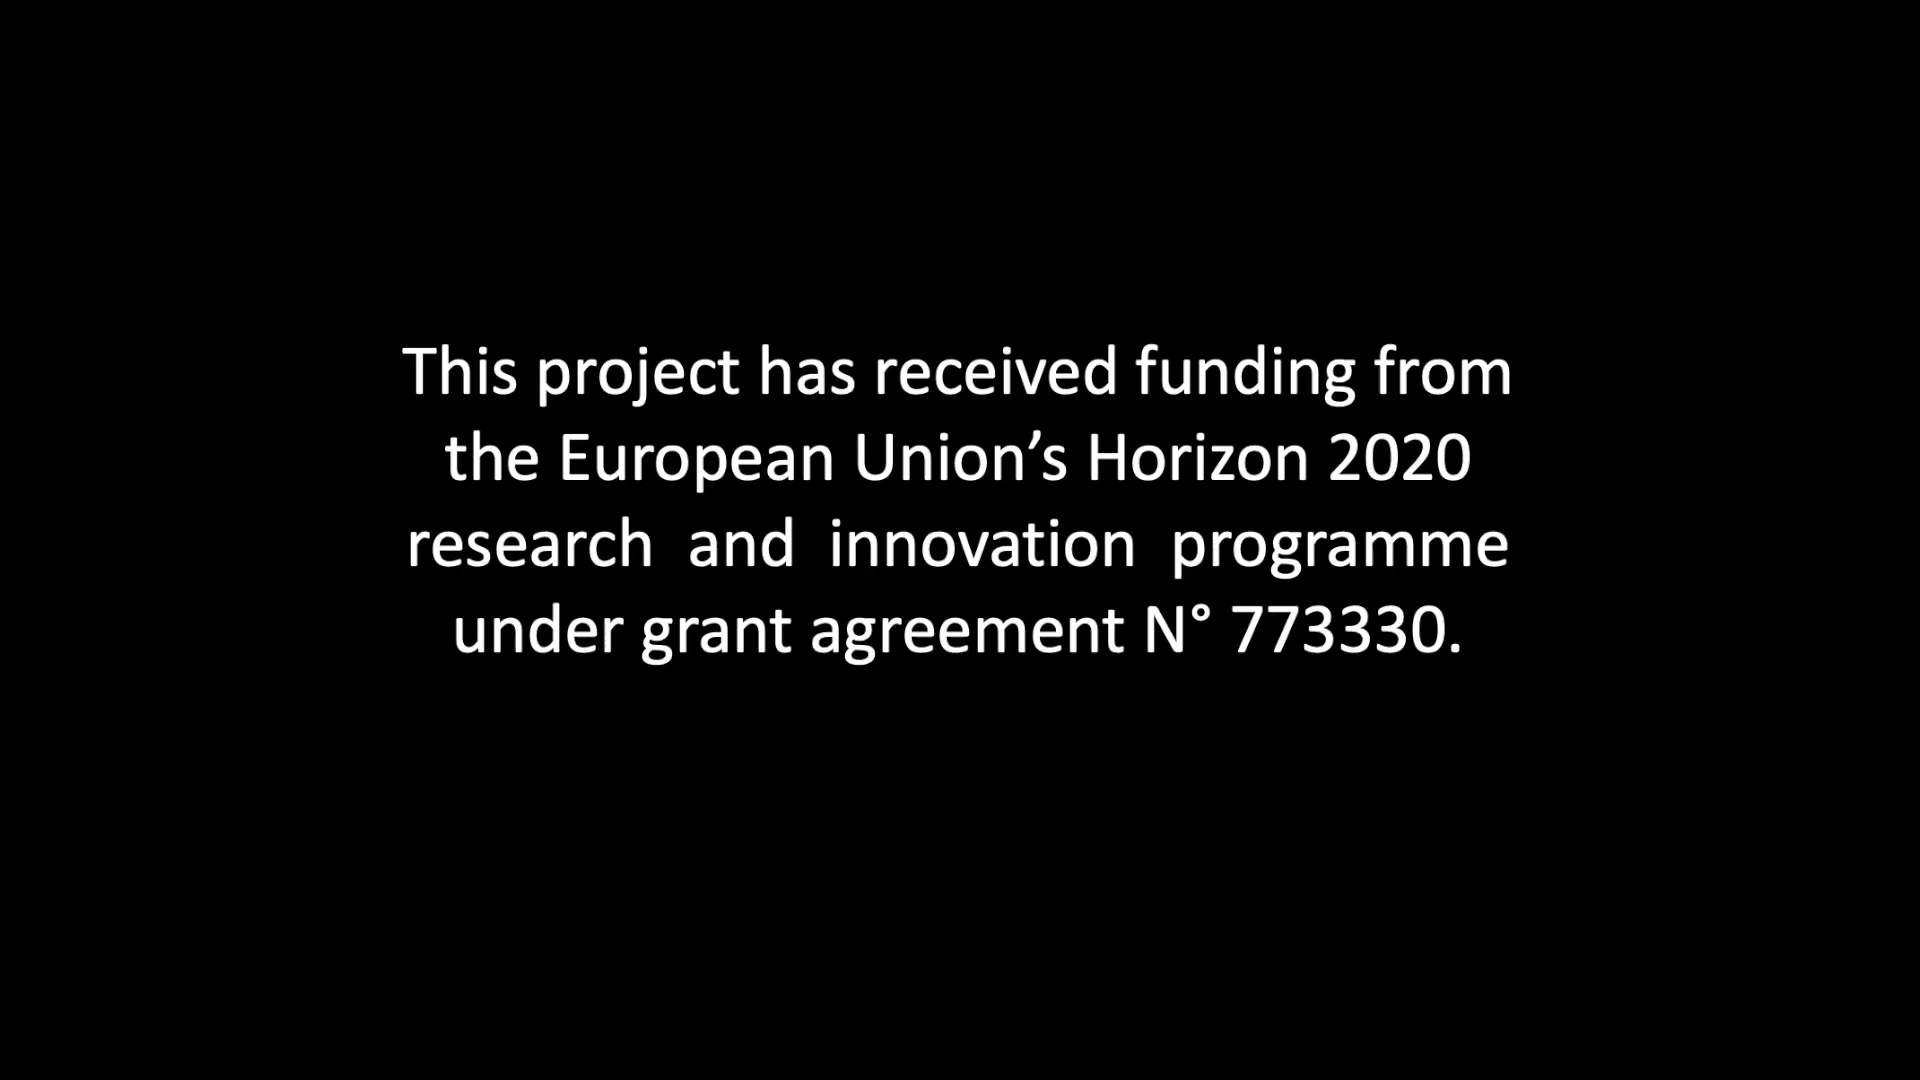 This project has received funding from
the European Union’s Horizon 2020
research and innovation programme
under grant agreement N° 773330.